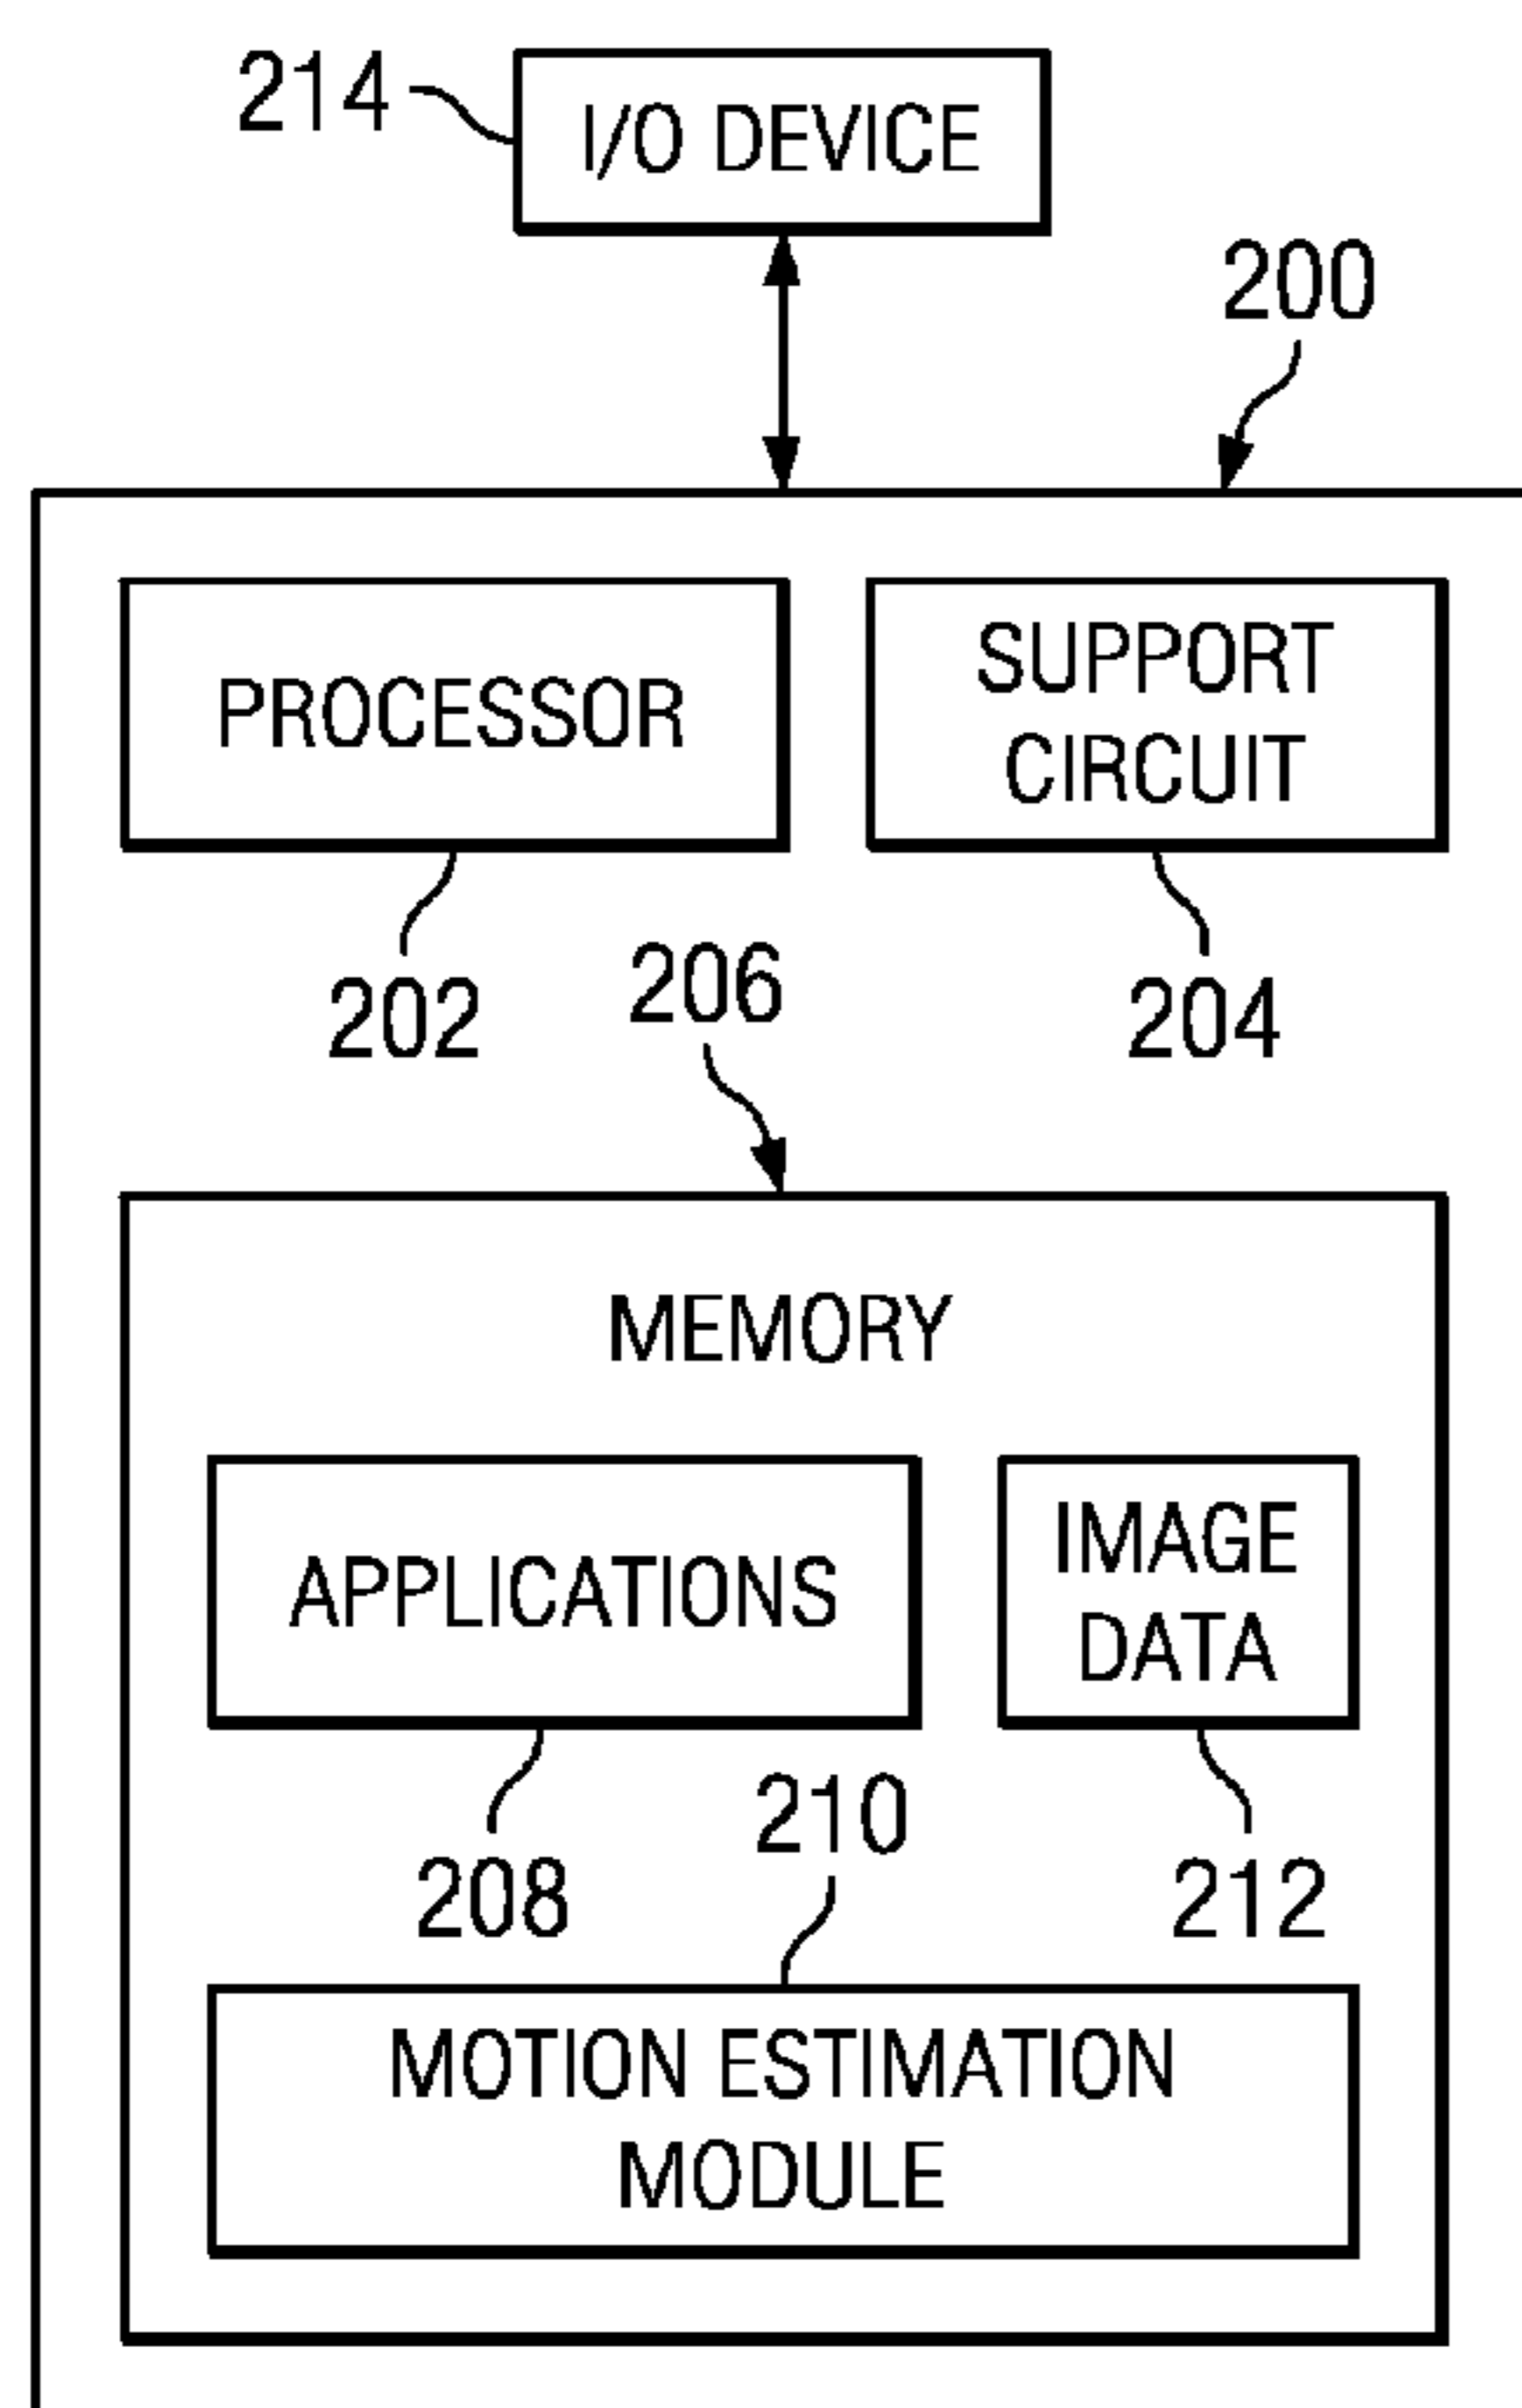 214
I/O DEVICE
200
PROCESSOR
SUPPORT
CIRCUIT
202
206
204
MEMORY
APPLICATIONS
IMAGE
DATA
208
210
212
MOTION ESTIMATION
MODULE